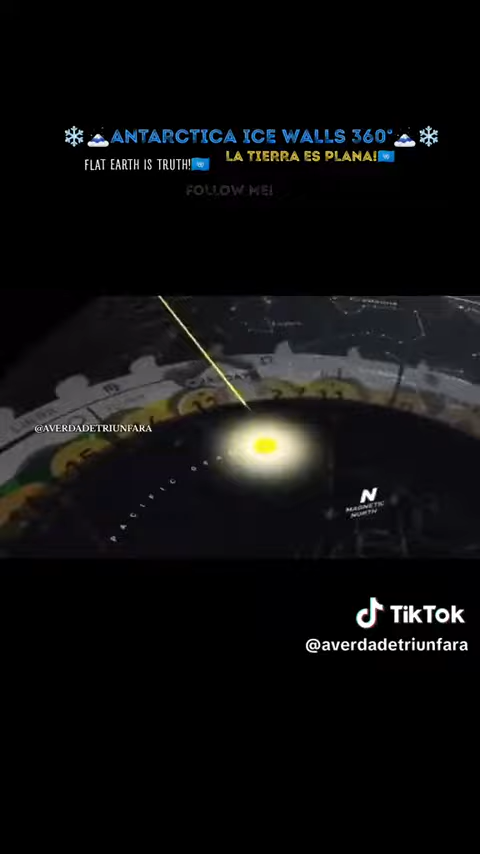 ❄️🏔️ANTARCTICA ICE WALLS 360°🏔️❄️
FLAT EARTH IS TRUTH!🇺🇳
LA TIERRA ES PLANA!🇺🇳
FOLLOW ME!
@AVERDADETRIUNFARA
PACIFIC
N
MAGNETIC
NORTH
TikTok
@averdadetriunfara